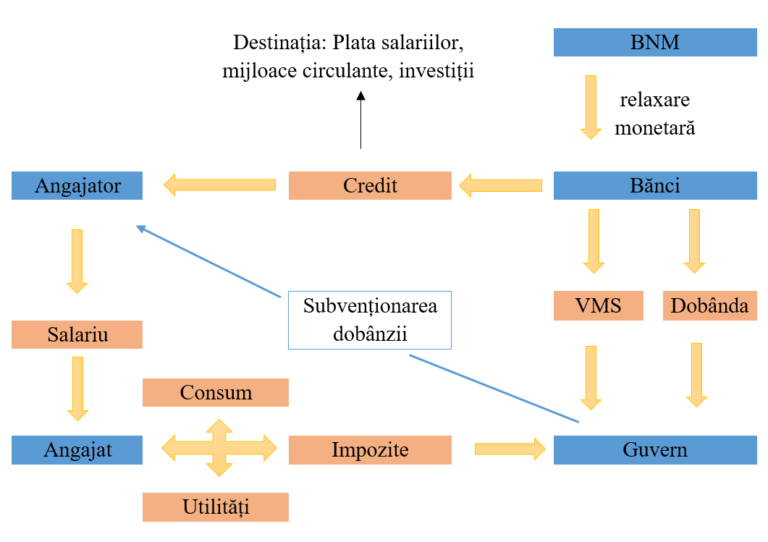 Destinația: Plata salariilor,
mijloace circulante, investiții
BNM
relaxare
monetară
Angajator
Credit
Bănci
Subvenționarea
dobânzii
VMS
Dobânda
Salariu
Consum
Angajat
Impozite
Guvern
Utilități